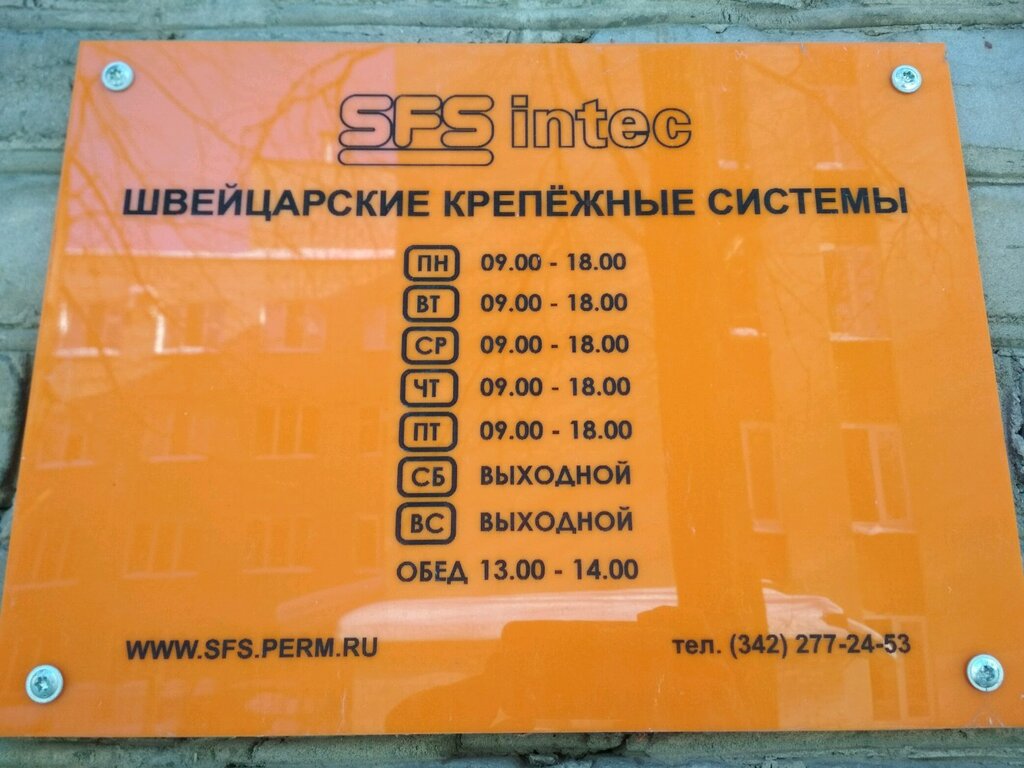 SFS intec
ШВЕЙЦАРСКИЕ КРЕПЁЖНЫЕ СИСТЕМЫ
ПН 09.00 - 18.00
ВТ 09.00 - 18.00
СР 09.00 - 18.00
ЧТ 09.00 - 18.00
ПТ 09.00 - 18.00
СБ ВЫХОДНОЙ
ВС ВЫХОДНОЙ
ОБЕД 13.00 - 14.00
WWW.SFS.PERM.RU тел. (342) 277-24-53